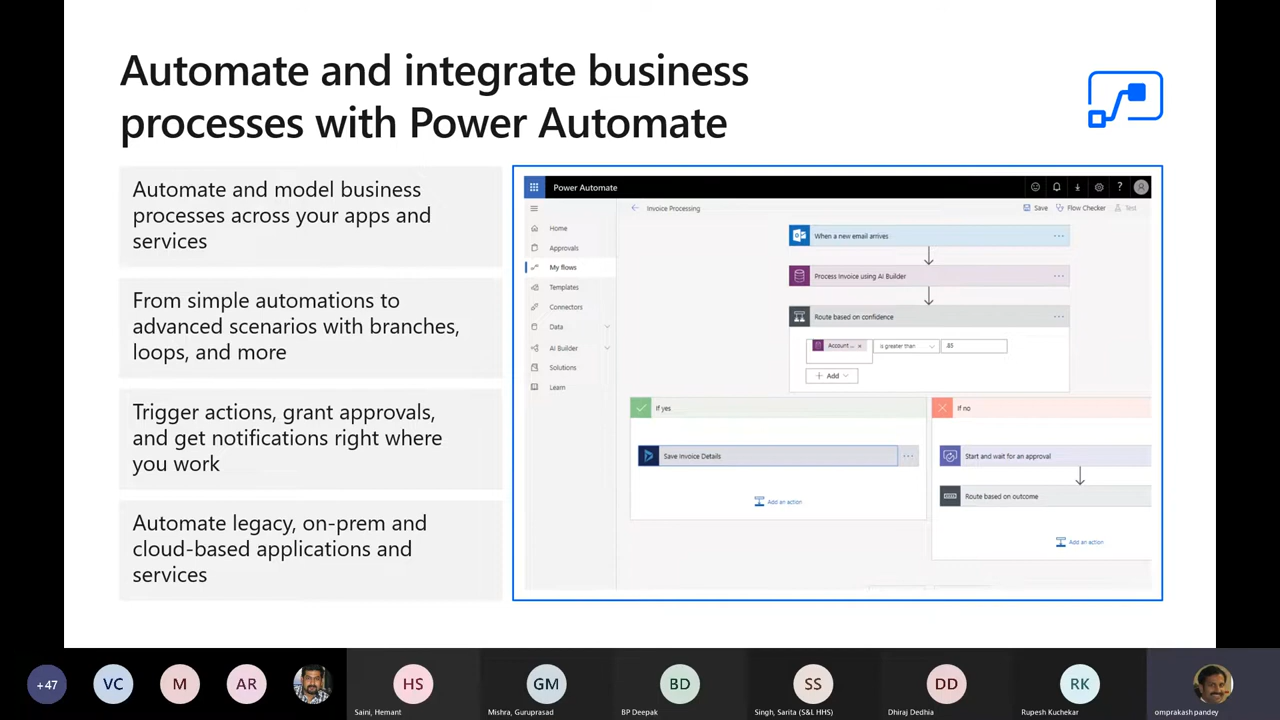 Automate and integrate business
processes with Power Automate
Automate and model business
processes across your apps and
services
From simple automations to
advanced scenarios with branches,
loops, and more
Trigger actions, grant approvals,
and get notifications right where
you work
Automate legacy, on-prem and
cloud-based applications and
services
Power Automate
?
Invoice Processing
Save
Flow Checker
Test
Home
Approvals
My flows
Templates
Connectors
Data
AI Builder
Solutions
Learn
When a new email arrives
Process Invoice using AI Builder
Route based on confidence
Account ... × is greater than .85
+ Add
If yes
Save Invoice Details
Add an action
If no
Start and wait for an approval
Route based on outcome
Add an action
+47
VC
M
AR
HS
Saini, Hemant
GM
Mishra, Guruprasad
BD
BP Deepak
SS
Singh, Sarita (S&L HHS)
DD
Dhiraj Dedhia
RK
Rupesh Kuchekar
omprakash pandey